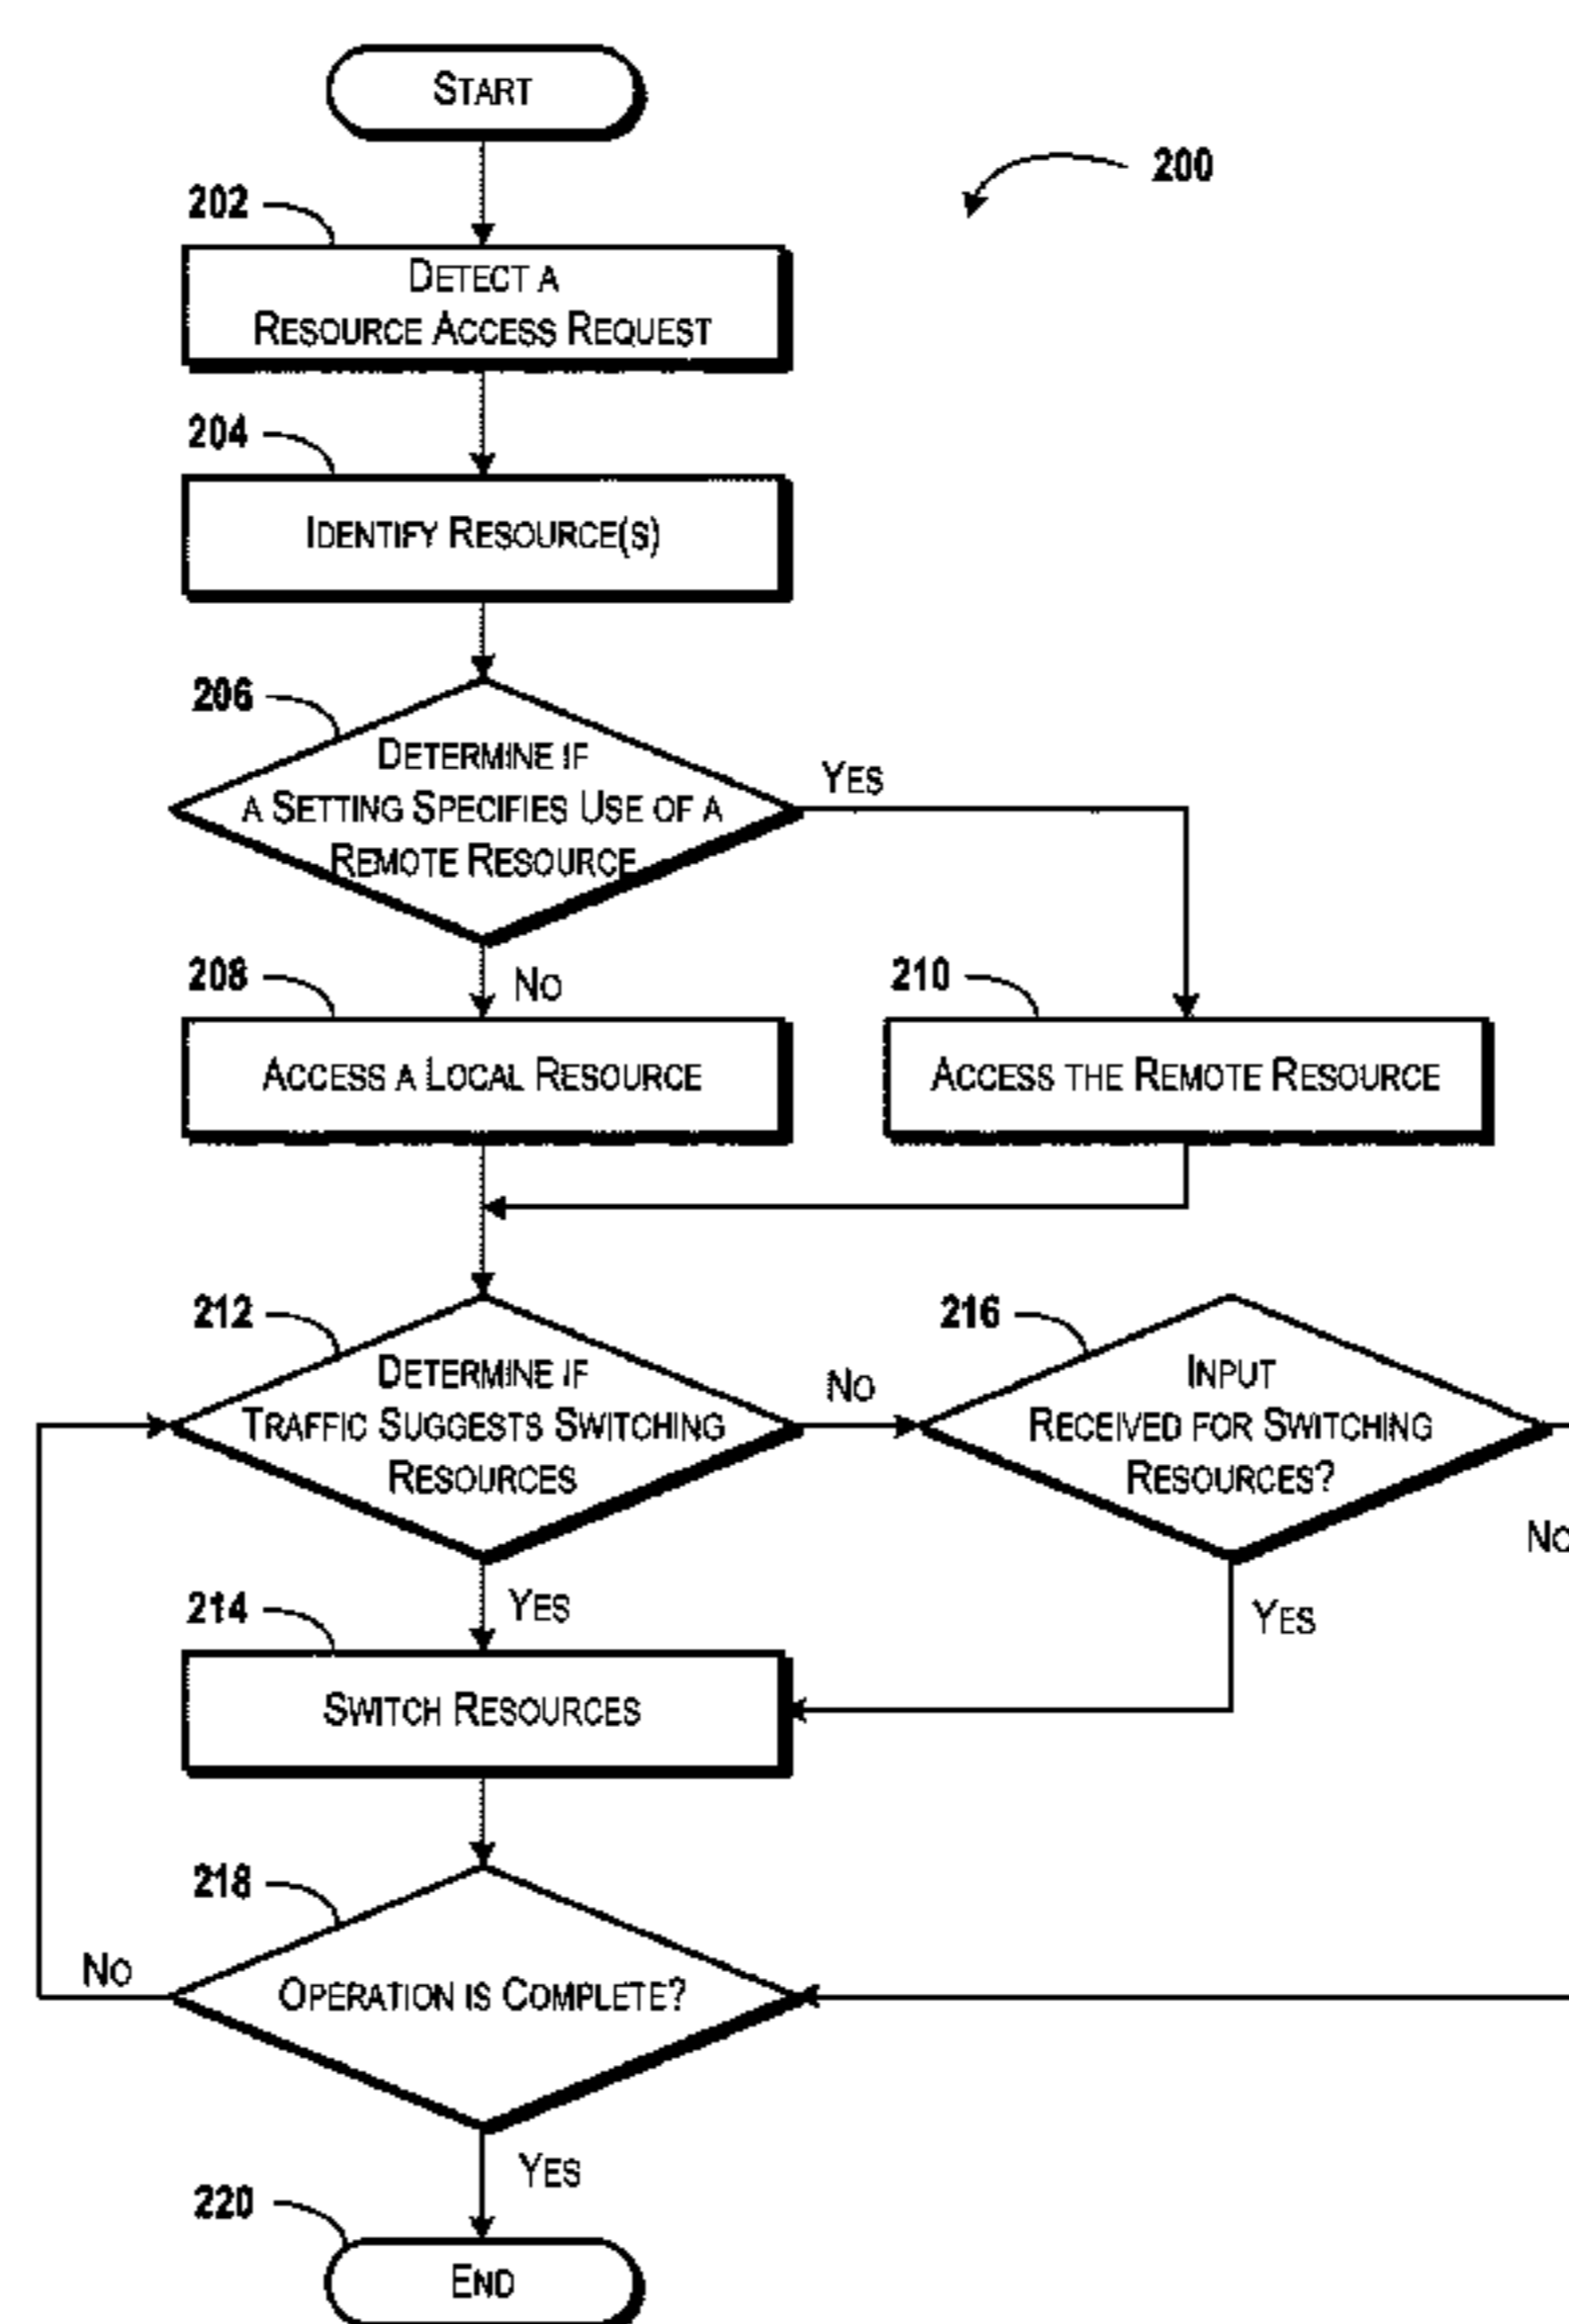 START
200
202
DETECT A
RESOURCE ACCESS REQUEST
204
IDENTIFY RESOURCE(S)
206
DETERMINE IF
A SETTING SPECIFIES USE OF A
REMOTE RESOURCE
YES
NO
208
ACCESS A LOCAL RESOURCE
210
ACCESS THE REMOTE RESOURCE
212
DETERMINE IF
TRAFFIC SUGGESTS SWITCHING
RESOURCES
NO
216
INPUT
RECEIVED FOR SWITCHING
RESOURCES?
NO
YES
YES
214
SWITCH RESOURCES
218
OPERATION IS COMPLETE?
NO
YES
220
END